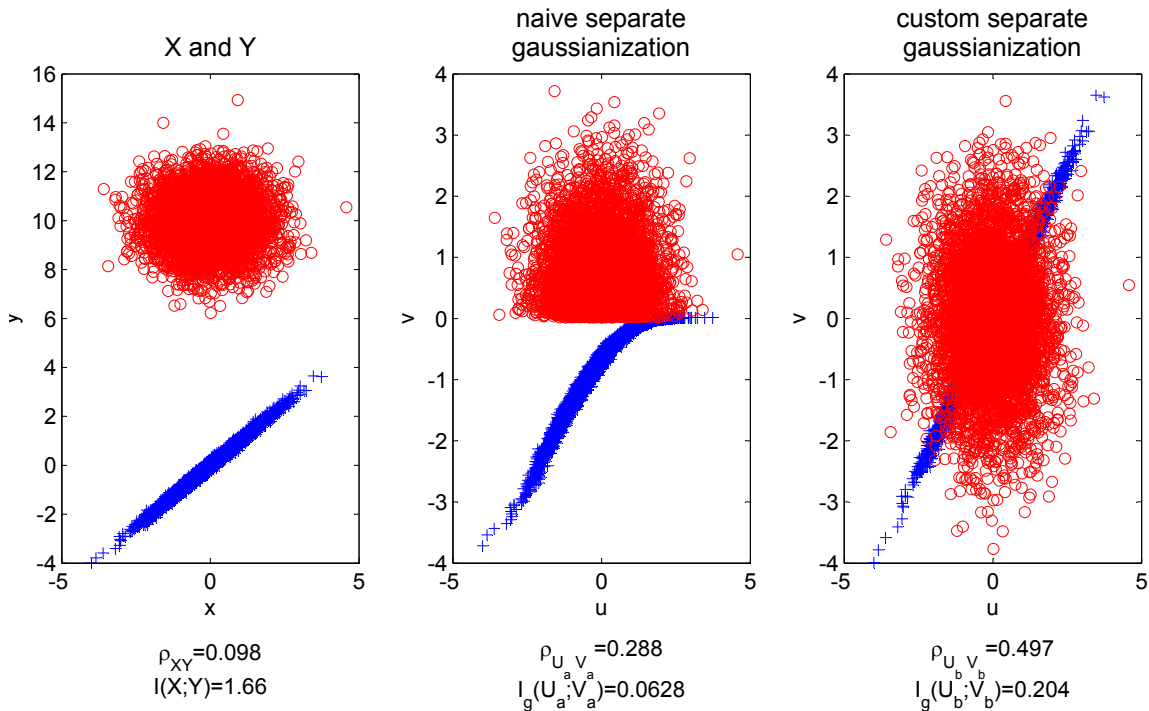 X and Y
16
14
12
10
8
6
4
2
0
-2
-4
y
-5
0
5
x
ρXY=0.098
I(X;Y)=1.66
naive separate
gaussianization
4
3
2
1
0
-1
-2
-3
-4
v
-5
0
5
u
ρUaVa=0.288
Ig(Ua;Va)=0.0628
custom separate
gaussianization
4
3
2
1
0
-1
-2
-3
-4
v
-5
0
5
u
ρUbVb=0.497
Ig(Ub;Vb)=0.204